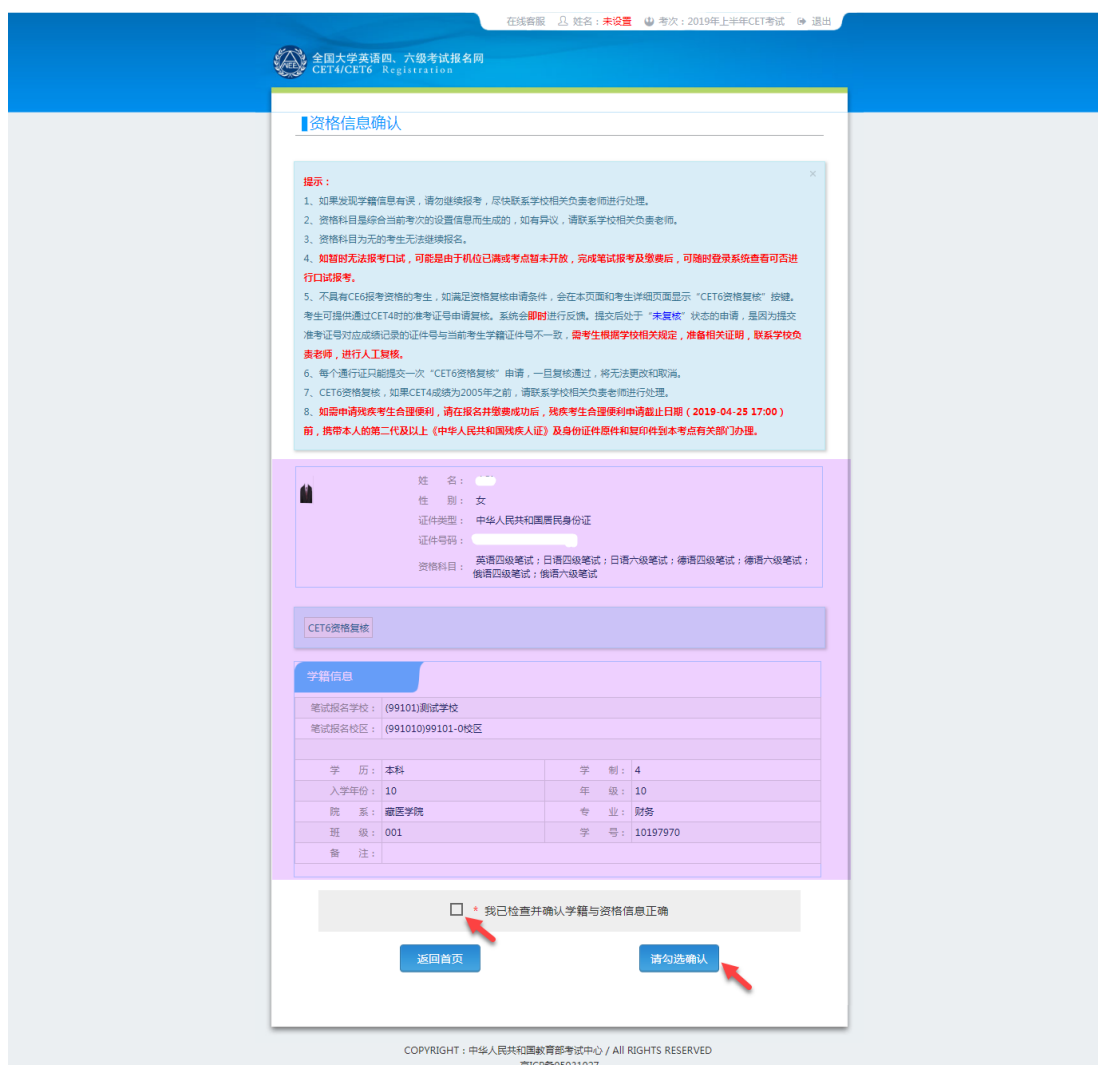 在线客服 姓名：未设置 考次：2019年上半年CET考试 退出
全国大学英语四、六级考试报名网
CET4/CET6 Registration
NEEA
资格信息确认
×
提示：
1、如果发现学籍信息有误，请勿继续报考，尽快联系学校相关负责老师进行处理。
2、资格科目是综合当前考次的设置信息而生成的，如有异议，请联系学校相关负责老师。
3、资格科目为无的考生无法继续报名。
4、如暂时无法报考口试，可能是由于机位已满或考点暂未开放，完成笔试报考及缴费后，可随时登录系统查看可否进
行口试报考。
5、不具有CE6报考资格的考生，如满足资格复核申请条件，会在本页面和考生详细页面显示“CET6资格复核”按键。
考生可提供通过CET4时的准考证号申请复核。系统会即时进行反馈。提交后处于“未复核”状态的申请，是因为提交
准考证号对应成绩记录的证件号与当前考生学籍证件号不一致，需考生根据学校相关规定，准备相关证明，联系学校负
责老师，进行人工复核。
6、每个通行证只能提交一次“CET6资格复核”申请，一旦复核通过，将无法更改和取消。
7、CET6资格复核，如果CET4成绩为2005年之前，请联系学校相关负责老师进行处理。
8、如需申请残疾考生合理便利，请在报名并缴费成功后，残疾考生合理便利申请截止日期（2019-04-25 17:00）
前，携带本人的第二代及以上《中华人民共和国残疾人证》及身份证件原件和复印件到本考点有关部门办理。
姓 名：
性 别：女
证件类型：中华人民共和国居民身份证
证件号码：
资格科目：英语四级笔试；日语四级笔试；日语六级笔试；德语四级笔试；德语六级笔试；
俄语四级笔试；俄语六级笔试
CET6资格复核
学籍信息
笔试报名学校：(99101)测试学校
笔试报名校区：(991010)99101-0校区
学 历：本科 学 制：4
入学年份：10 年 级：10
院 系：藏医学院 专 业：财务
班 级：001 学 号：10197970
备 注：
* 我已检查并确认学籍与资格信息正确
返回首页 请勾选确认
COPYRIGHT：中华人民共和国教育部考试中心 / All RIGHTS RESERVED